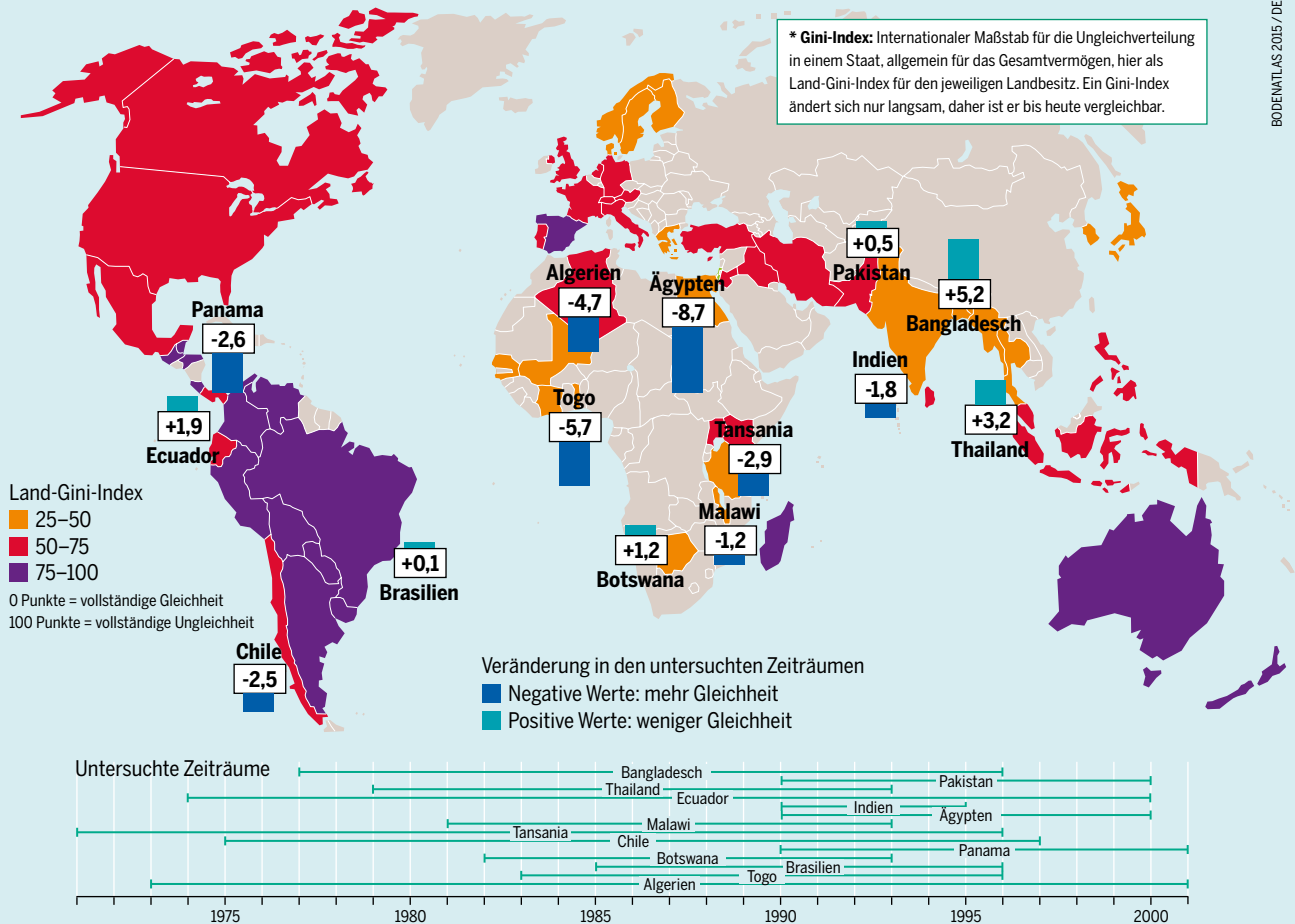 BODENATLAS 2015 / DE
* Gini-Index: Internationaler Maßstab für die Ungleichverteilung
in einem Staat, allgemein für das Gesamtvermögen, hier als
Land-Gini-Index für den jeweiligen Landbesitz. Ein Gini-Index
ändert sich nur langsam, daher ist er bis heute vergleichbar.
Panama
-2,6
+1,9
Ecuador
Algerien
-4,7
Ägypten
-8,7
+0,5
Pakistan
+5,2
Bangladesch
Indien
-1,8
+3,2
Thailand
Togo
-5,7
Tansania
-2,9
Malawi
-1,2
+1,2
Botswana
+0,1
Brasilien
Chile
-2,5
Land-Gini-Index
25–50
50–75
75–100
0 Punkte = vollständige Gleichheit
100 Punkte = vollständige Ungleichheit
Veränderung in den untersuchten Zeiträumen
Negative Werte: mehr Gleichheit
Positive Werte: weniger Gleichheit
Untersuchte Zeiträume
Bangladesch
Pakistan
Thailand
Ecuador
Indien
Ägypten
Malawi
Tansania
Chile
Panama
Botswana
Brasilien
Togo
Algerien
1975
1980
1985
1990
1995
2000